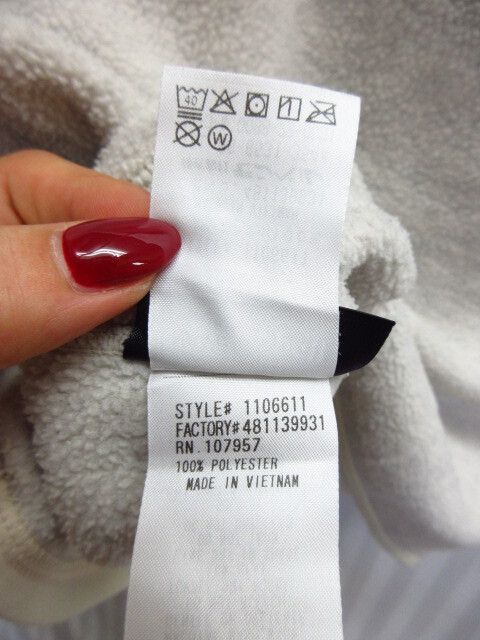 40
W
STYLE# 1106611
FACTORY#481139931
RN. 107957
100% POLYESTER
MADE IN VIETNAM